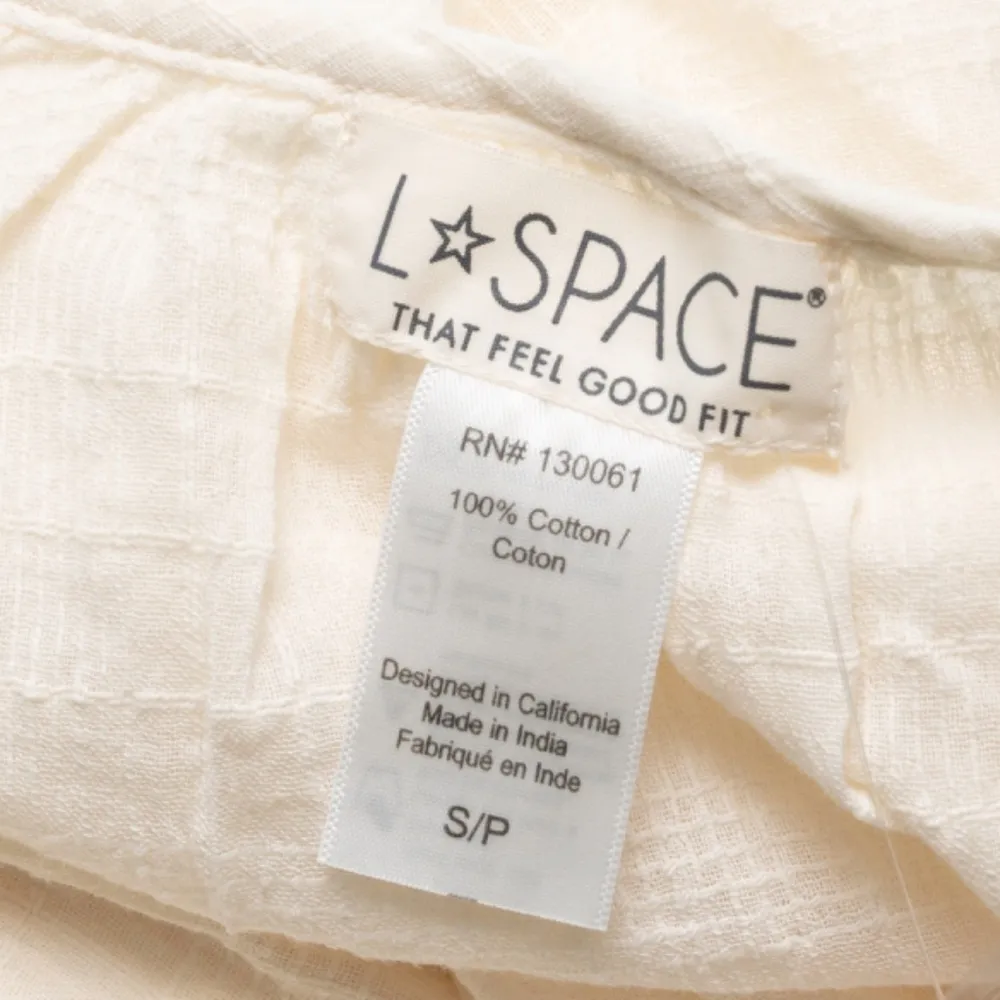 L☆SPACE®
THAT FEEL GOOD FIT
RN# 130061
100% Cotton /
Coton
Designed in California
Made in India
Fabriqué en Inde
S/P